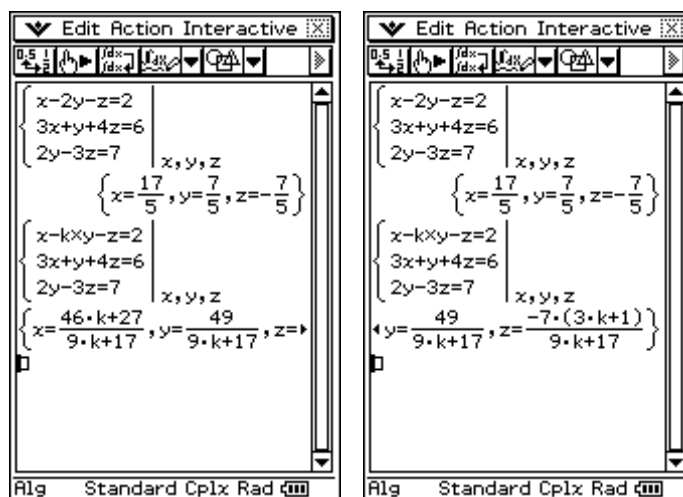 Edit Action Interactive
x-2y-z=2
3x+y+4z=6
2y-3z=7 | x,y,z
{x=17/5, y=7/5, z=-7/5}
x-k×y-z=2
3x+y+4z=6
2y-3z=7 | x,y,z
{x=46·k+27/9·k+17, y=49/9·k+17, z=
Alg Standard Cplx Rad
Edit Action Interactive
x-2y-z=2
3x+y+4z=6
2y-3z=7 | x,y,z
{x=17/5, y=7/5, z=-7/5}
x-k×y-z=2
3x+y+4z=6
2y-3z=7 | x,y,z
y=49/9·k+17, z=-7·(3·k+1)/9·k+17}
Alg Standard Cplx Rad